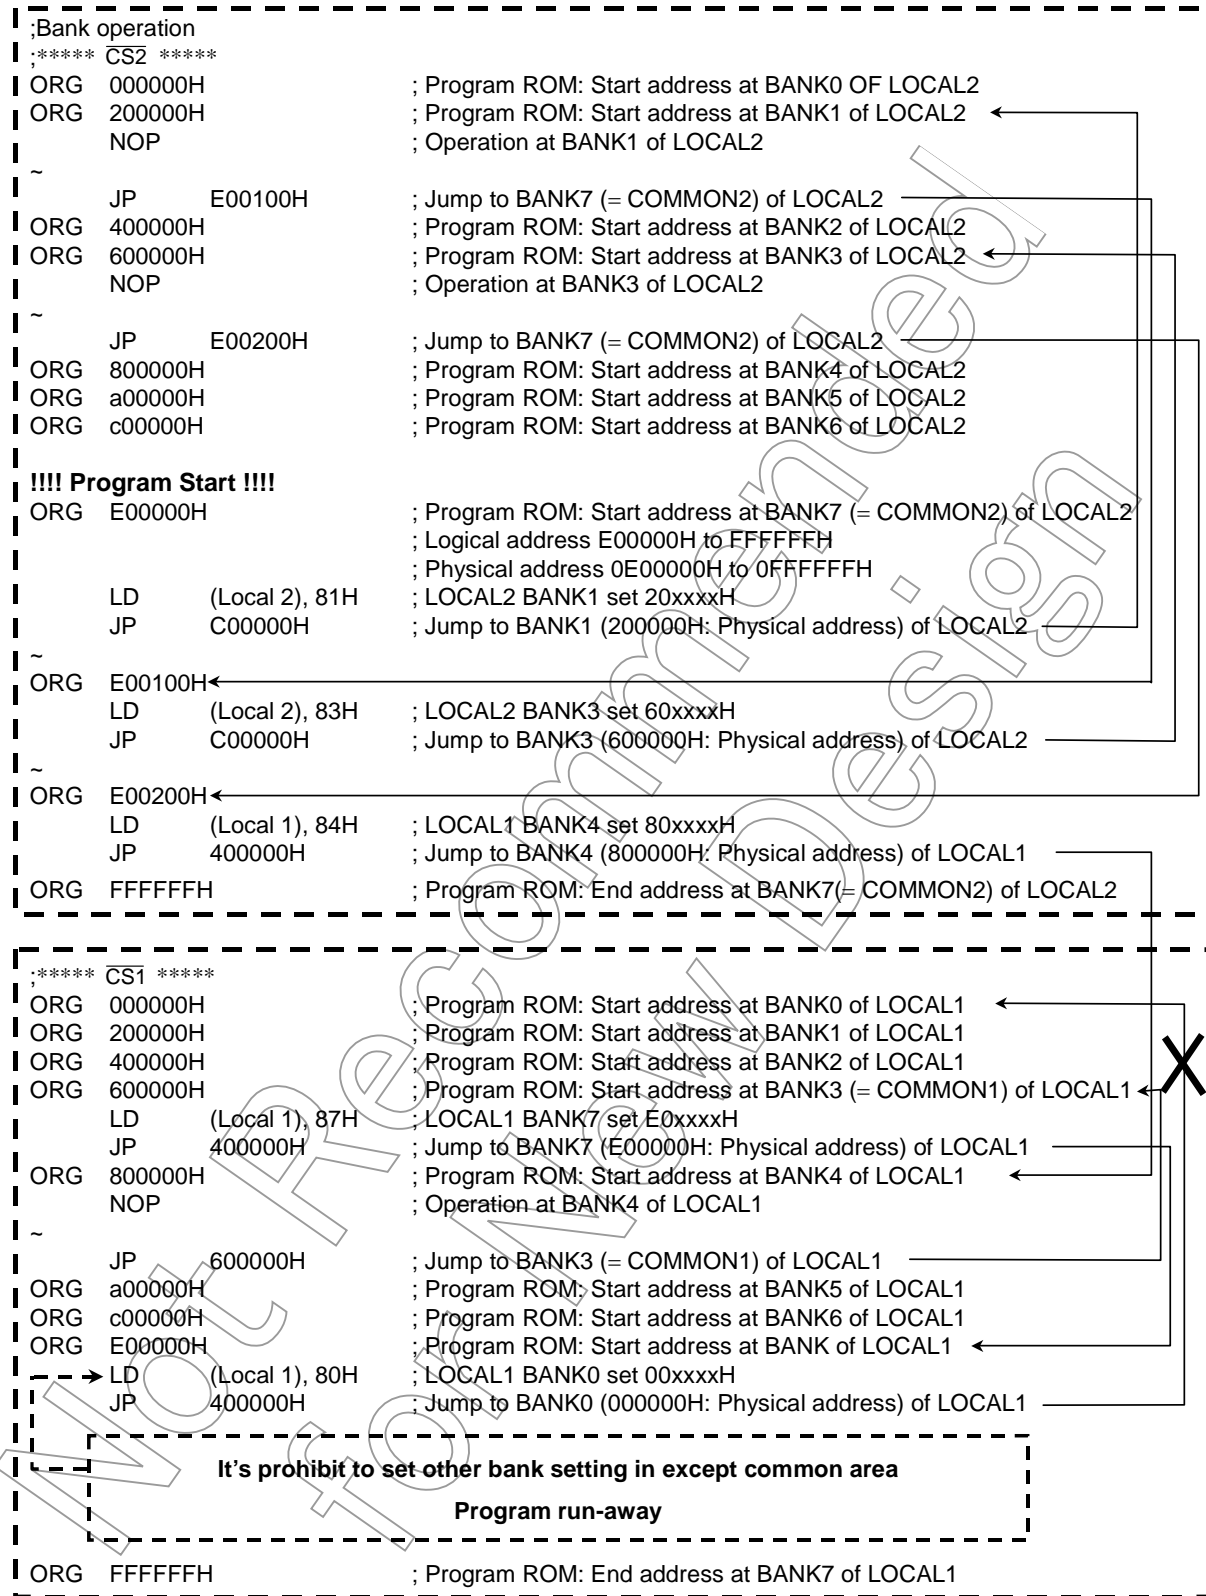 ;Bank operation
;***** CS2 *****
ORG 000000H ; Program ROM: Start address at BANK0 OF LOCAL2
ORG 200000H ; Program ROM: Start address at BANK1 of LOCAL2
NOP ; Operation at BANK1 of LOCAL2
~
JP E00100H ; Jump to BANK7 (= COMMON2) of LOCAL2
ORG 400000H ; Program ROM: Start address at BANK2 of LOCAL2
ORG 600000H ; Program ROM: Start address at BANK3 of LOCAL2
NOP ; Operation at BANK3 of LOCAL2
~
JP E00200H ; Jump to BANK7 (= COMMON2) of LOCAL2
ORG 800000H ; Program ROM: Start address at BANK4 of LOCAL2
ORG a00000H ; Program ROM: Start address at BANK5 of LOCAL2
ORG c00000H ; Program ROM: Start address at BANK6 of LOCAL2
!!!! Program Start !!!!
ORG E00000H ; Program ROM: Start address at BANK7 (= COMMON2) of LOCAL2
; Logical address E00000H to FFFFFFH
; Physical address 0E00000H to 0FFFFFFH
LD (Local 2), 81H ; LOCAL2 BANK1 set 20xxxxH
JP C00000H ; Jump to BANK1 (200000H: Physical address) of LOCAL2
~
ORG E00100H
LD (Local 2), 83H ; LOCAL2 BANK3 set 60xxxxH
JP C00000H ; Jump to BANK3 (600000H: Physical address) of LOCAL2
~
ORG E00200H
LD (Local 1), 84H ; LOCAL1 BANK4 set 80xxxxH
JP 400000H ; Jump to BANK4 (800000H: Physical address) of LOCAL1
ORG FFFFFFH ; Program ROM: End address at BANK7(= COMMON2) of LOCAL2
;***** CS1 *****
ORG 000000H ; Program ROM: Start address at BANK0 of LOCAL1
ORG 200000H ; Program ROM: Start address at BANK1 of LOCAL1
ORG 400000H ; Program ROM: Start address at BANK2 of LOCAL1
ORG 600000H ; Program ROM: Start address at BANK3 (= COMMON1) of LOCAL1
LD (Local 1), 87H ; LOCAL1 BANK7 set E0xxxxH
JP 400000H ; Jump to BANK7 (E00000H: Physical address) of LOCAL1
ORG 800000H ; Program ROM: Start address at BANK4 of LOCAL1
NOP ; Operation at BANK4 of LOCAL1
~
JP 600000H ; Jump to BANK3 (= COMMON1) of LOCAL1
ORG a00000H ; Program ROM: Start address at BANK5 of LOCAL1
ORG c00000H ; Program ROM: Start address at BANK6 of LOCAL1
ORG E00000H ; Program ROM: Start address at BANK of LOCAL1
LD (Local 1), 80H ; LOCAL1 BANK0 set 00xxxxH
JP 400000H ; Jump to BANK0 (000000H: Physical address) of LOCAL1
It's prohibit to set other bank setting in except common area
Program run-away
ORG FFFFFFH ; Program ROM: End address at BANK7 of LOCAL1
Not Recommended
for New Design